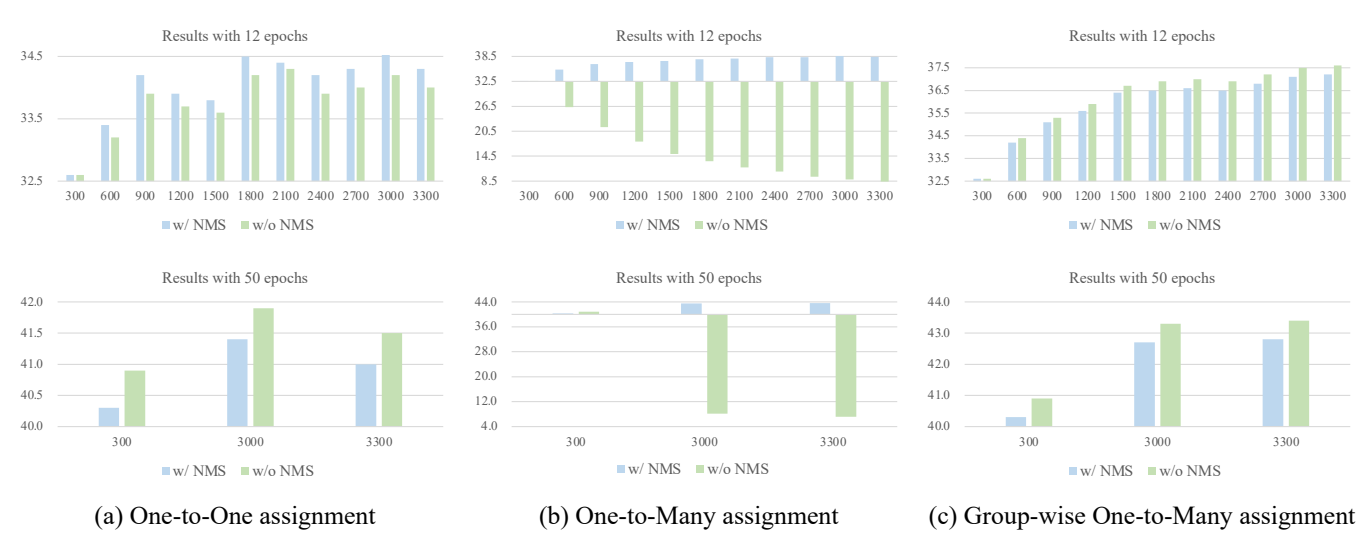 Results with 12 epochs
34.5
33.5
32.5
300 600 900 1200 1500 1800 2100 2400 2700 3000 3300
w/ NMS w/o NMS
Results with 12 epochs
38.5
32.5
26.5
20.5
14.5
8.5
300 600 900 1200 1500 1800 2100 2400 2700 3000 3300
w/ NMS w/o NMS
Results with 12 epochs
37.5
36.5
35.5
34.5
33.5
32.5
300 600 900 1200 1500 1800 2100 2400 2700 3000 3300
w/ NMS w/o NMS
Results with 50 epochs
42.0
41.5
41.0
40.5
40.0
300 3000 3300
w/ NMS w/o NMS
Results with 50 epochs
44.0
36.0
28.0
20.0
12.0
4.0
300 3000 3300
w/ NMS w/o NMS
Results with 50 epochs
44.0
43.0
42.0
41.0
40.0
300 3000 3300
w/ NMS w/o NMS
(a) One-to-One assignment
(b) One-to-Many assignment
(c) Group-wise One-to-Many assignment